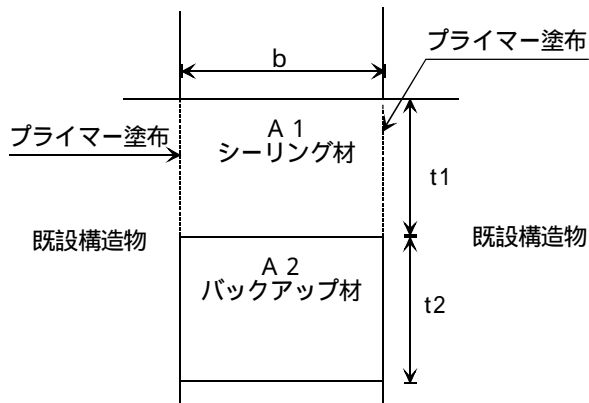 プライマー塗布
b
プライマー塗布
A 1
シーリング材
t1
既設構造物
既設構造物
A 2
バックアップ材
t2